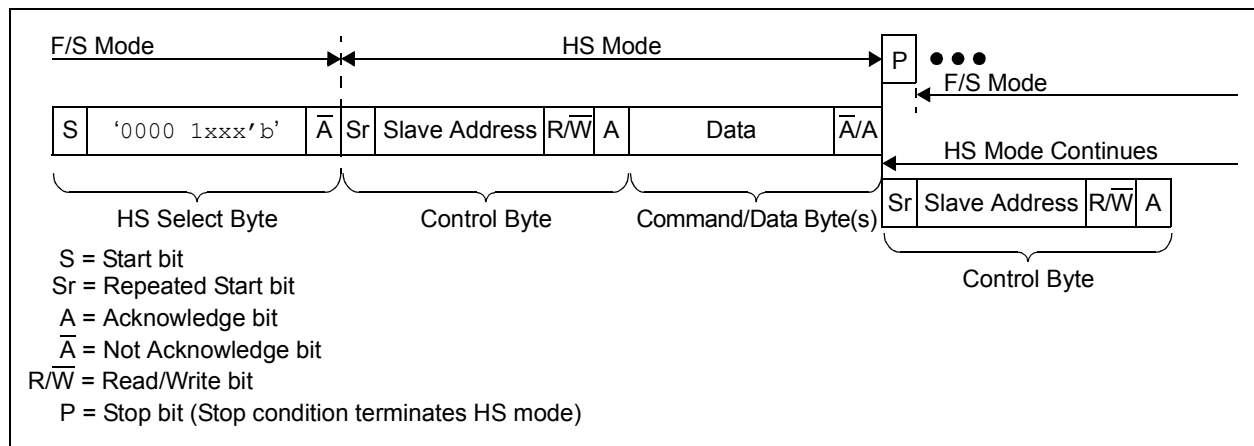 F/S Mode
HS Mode
P
F/S Mode
S '0000 1xxx'b' A̅ Sr Slave Address R/W̅ A Data A̅/A
HS Mode Continues
HS Select Byte
Control Byte
Command/Data Byte(s)
Sr Slave Address R/W̅ A
Control Byte
S = Start bit
Sr = Repeated Start bit
A = Acknowledge bit
A̅ = Not Acknowledge bit
R/W̅ = Read/Write bit
P = Stop bit (Stop condition terminates HS mode)